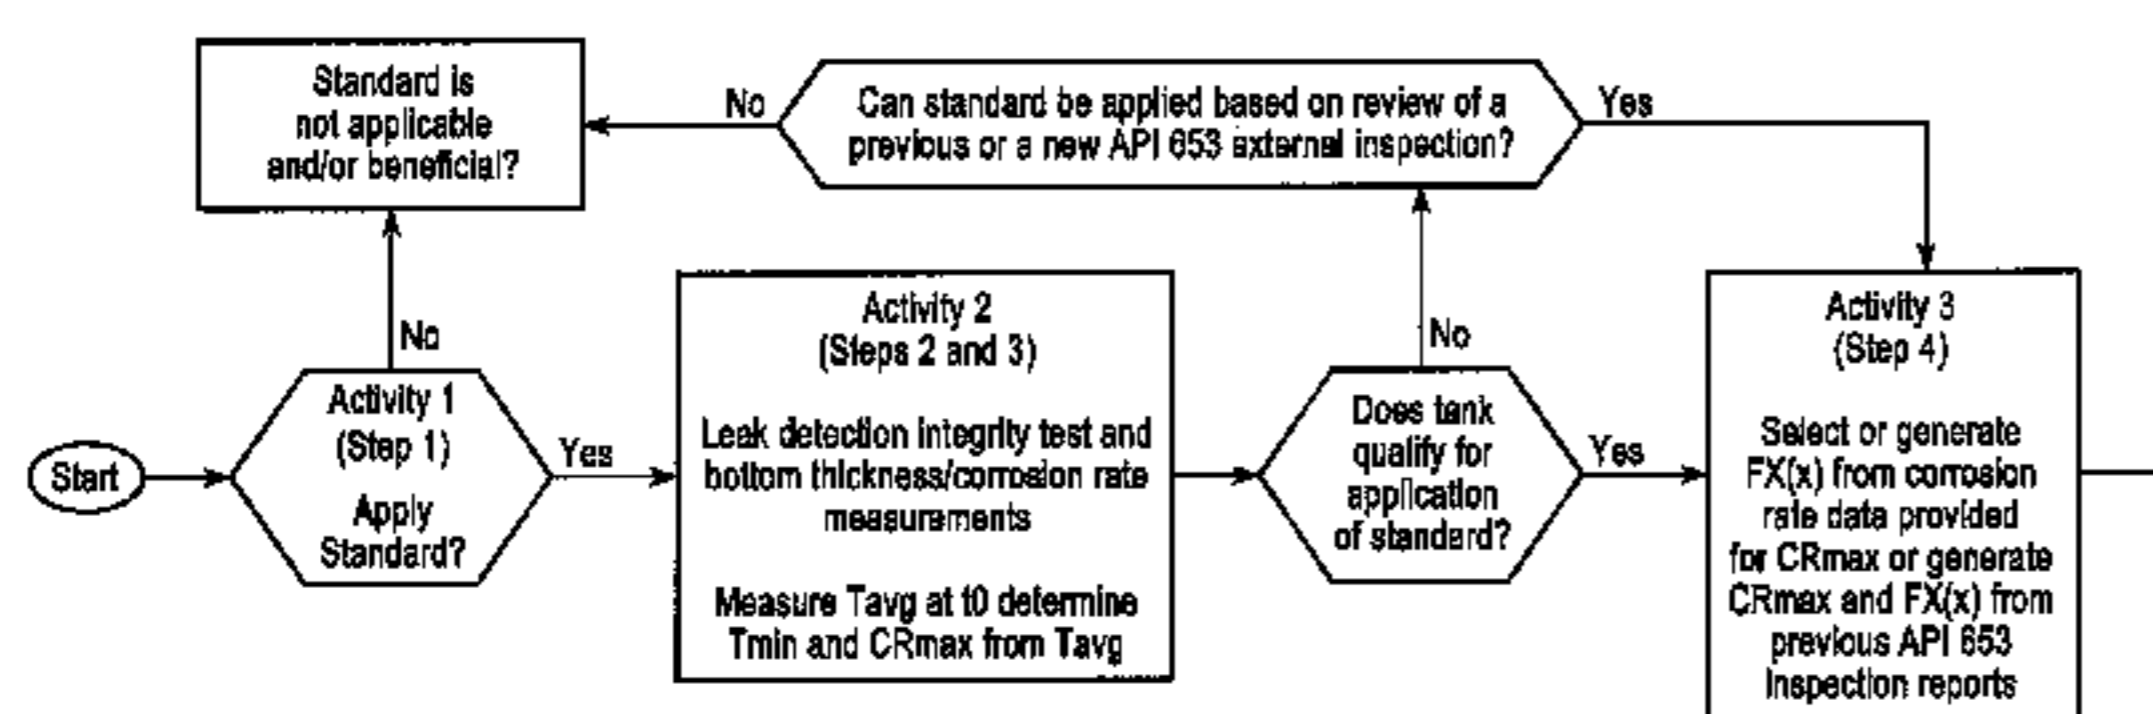 Standard is
not applicable
and/or beneficial?
No
Can standard be applied based on review of a
previous or a new API 653 external inspection?
Yes
No
No
Start
Activity 1
(Step 1)
Apply
Standard?
Yes
Activity 2
(Steps 2 and 3)
Leak detection integrity test and
bottom thickness/corrosion rate
measurements
Measure Tavg at t0 determine
Tmin and CRmax from Tavg
Does tank
qualify for
application
of standard?
Yes
Activity 3
(Step 4)
Select or generate
FX(x) from corrosion
rate data provided
for CRmax or generate
CRmax and FX(x) from
previous API 653
Inspection reports